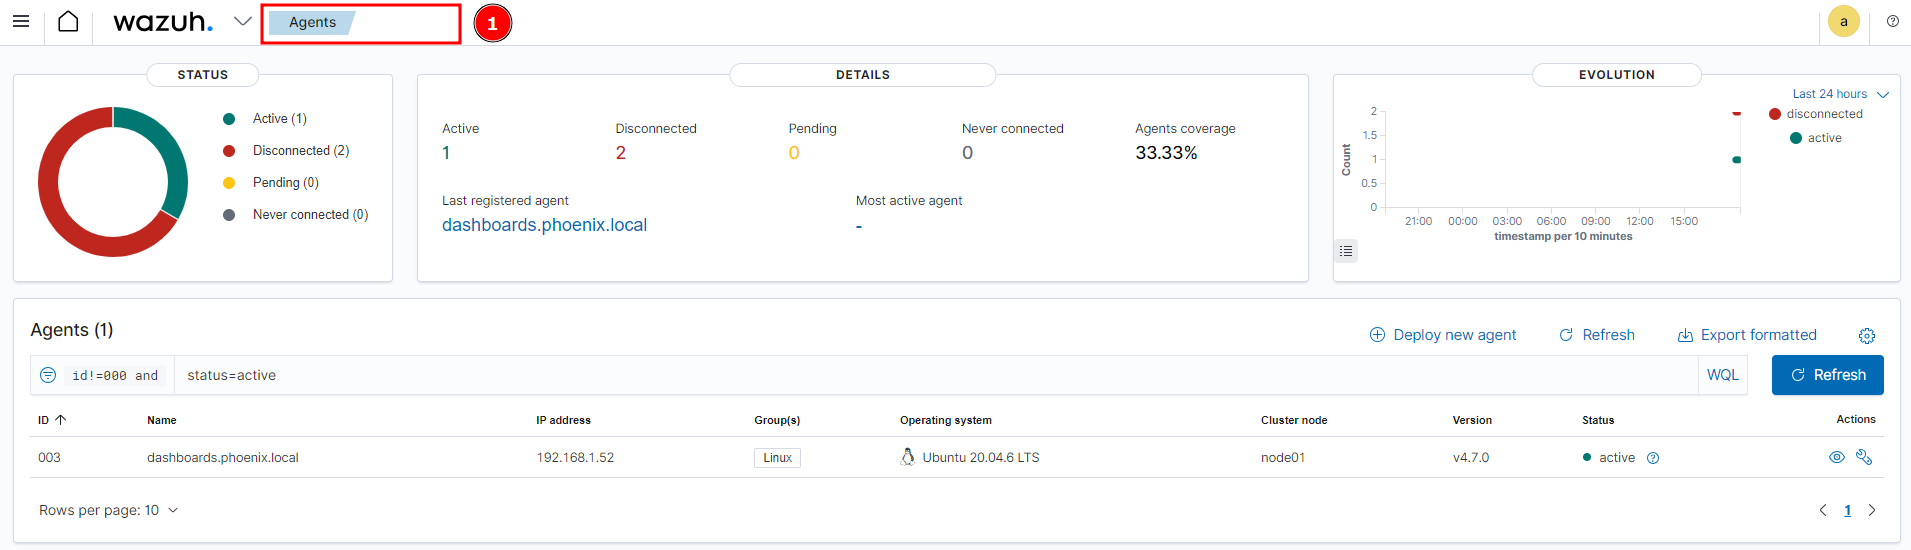 wazuh. Agents 1 a
STATUS
Active (1)
Disconnected (2)
Pending (0)
Never connected (0)
DETAILS
Active Disconnected Pending Never connected Agents coverage
1 2 0 0 33.33%
Last registered agent Most active agent
dashboards.phoenix.local -
EVOLUTION
Last 24 hours
disconnected
active
2
1.5
1
0.5
0
Count
21:00 00:00 03:00 06:00 09:00 12:00 15:00
timestamp per 10 minutes
Agents (1) Deploy new agent Refresh Export formatted
id!=000 and status=active WQL Refresh
ID Name IP address Group(s) Operating system Cluster node Version Status Actions
003 dashboards.phoenix.local 192.168.1.52 Linux Ubuntu 20.04.6 LTS node01 v4.7.0 active
Rows per page: 10 1